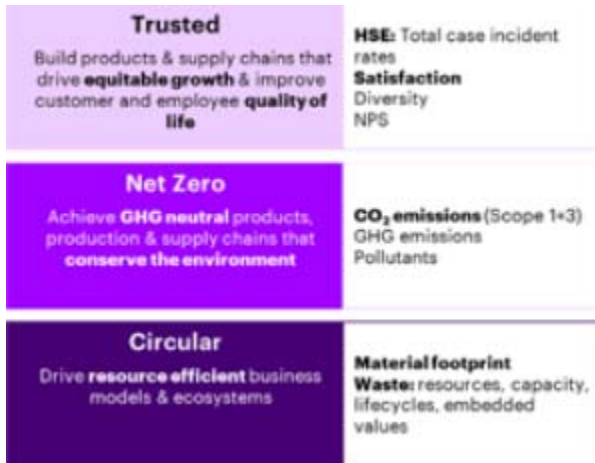 Trusted
Build products & supply chains that
drive equitable growth & improve
customer and employee quality of
life
HSE: Total case incident
rates
Satisfaction
Diversity
NPS
Net Zero
Achieve GHG neutral products,
production & supply chains that
conserve the environment
CO₂ emissions (Scope 1+3)
GHG emissions
Pollutants
Circular
Drive resource efficient business
models & ecosystems
Material footprint
Waste: resources, capacity,
lifecycles, embedded
values